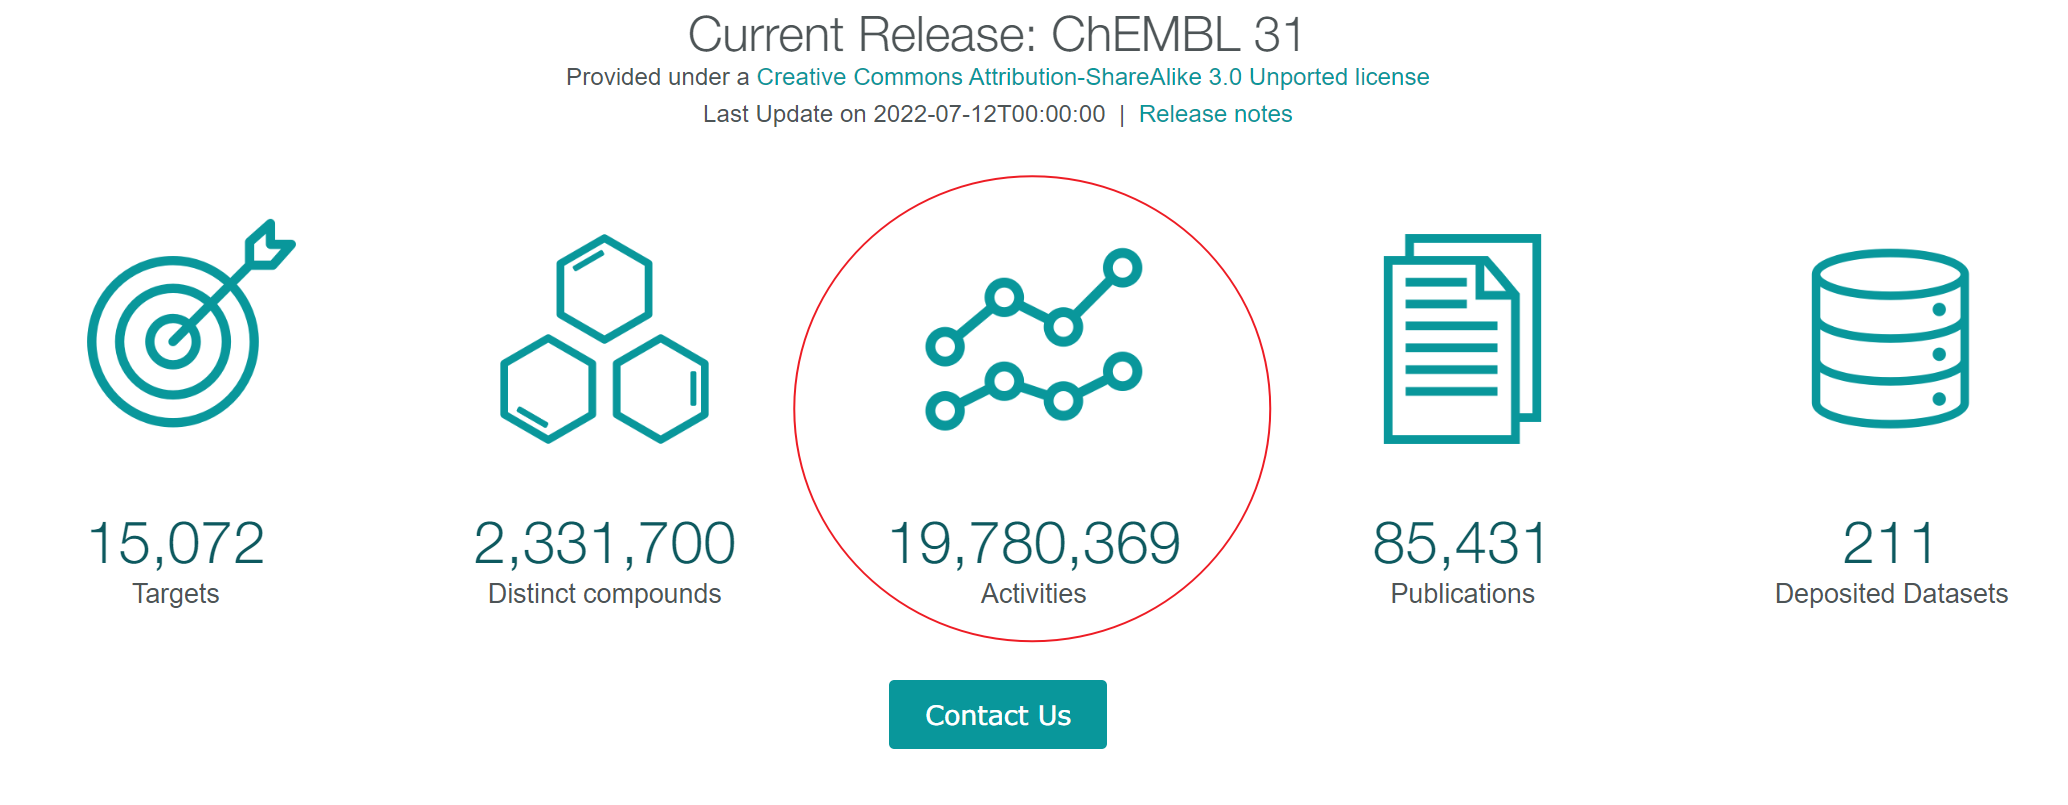 Current Release: ChEMBL 31
Provided under a Creative Commons Attribution-ShareAlike 3.0 Unported license
Last Update on 2022-07-12T00:00:00 | Release notes
15,072
Targets
2,331,700
Distinct compounds
19,780,369
Activities
85,431
Publications
211
Deposited Datasets
Contact Us